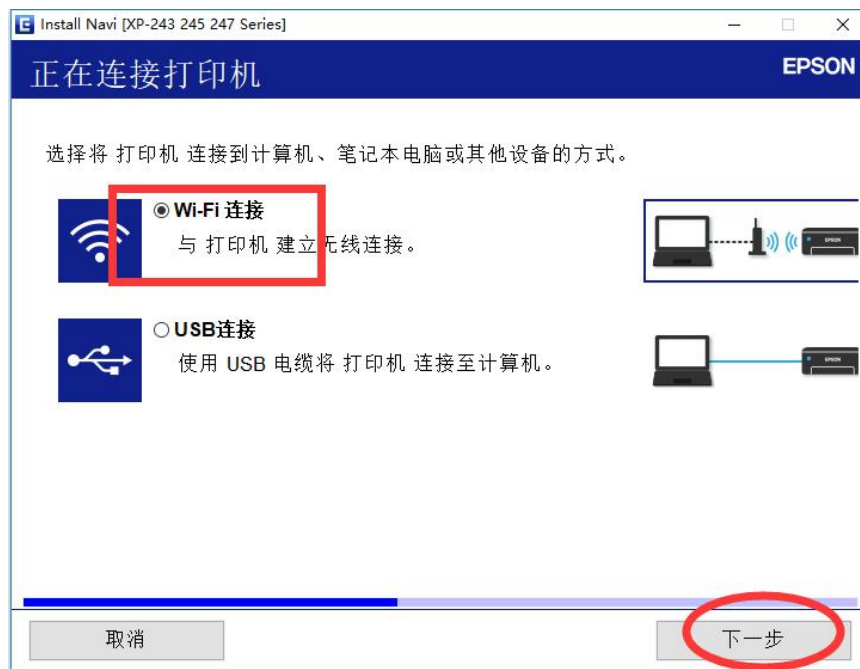 Install Navi [XP-243 245 247 Series]
正在连接打印机
EPSON
选择将 打印机 连接到计算机、笔记本电脑或其他设备的方式。
Wi-Fi 连接
与 打印机 建立无线连接。
EPSON
USB连接
使用 USB 电缆将 打印机 连接至计算机。
EPSON
取消
下一步